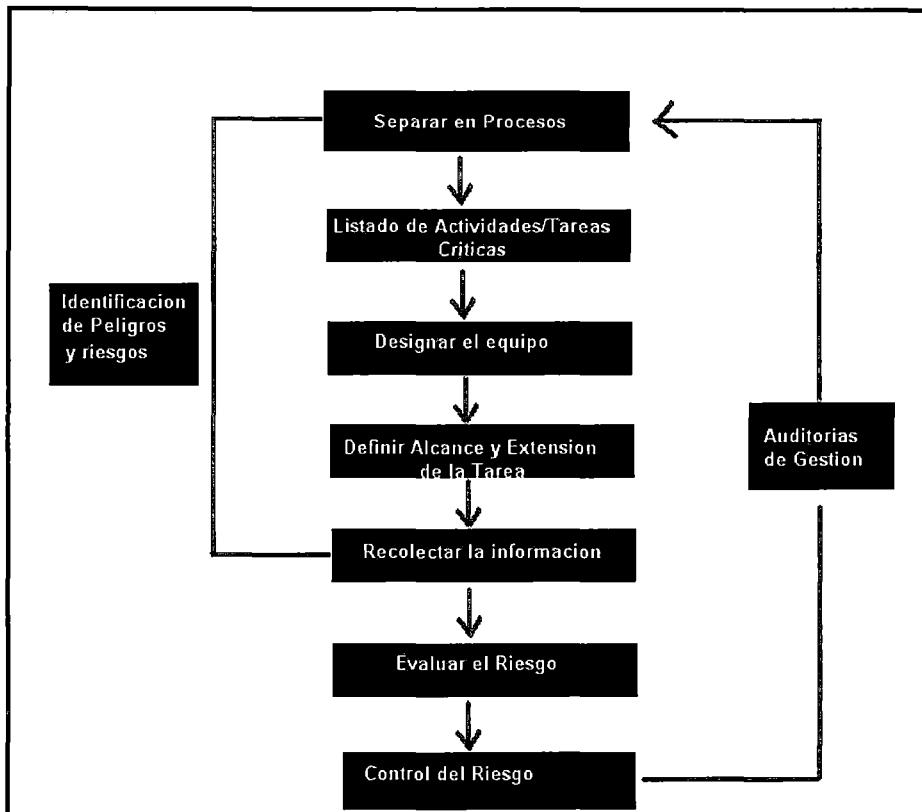 Separar en Procesos
Listado de Actividades/Tareas
Criticas
Identificacion
de Peligros
y riesgos
Designar el equipo
Definir Alcance y Extension
de la Tarea
Auditorias
de Gestion
Recolectar la informacion
Evaluar el Riesgo
Control del Riesgo